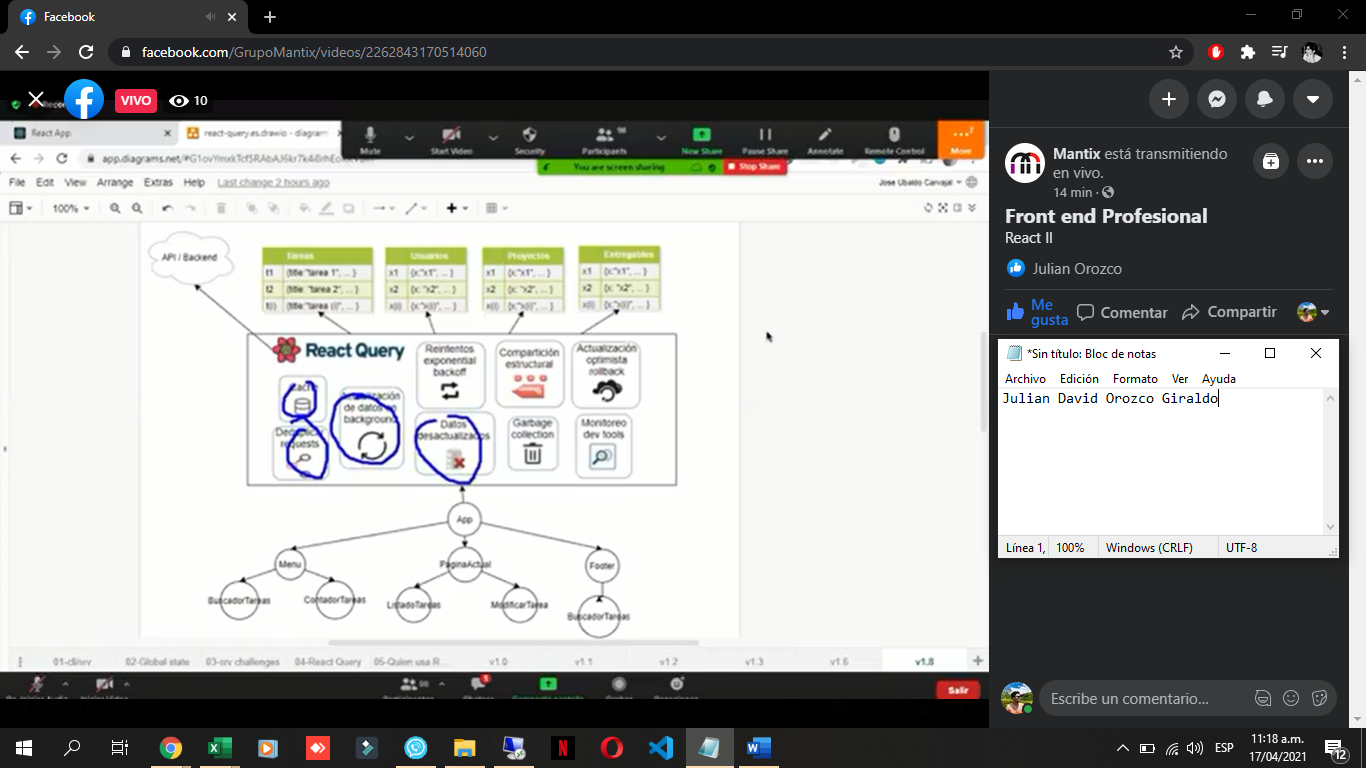 Facebook
facebook.com/GrupoMantix/videos/2262843170514060
VIVO
10
React App
react-query.es.drawio - diagram
Mute
Start Video
Security
Participants
New Share
Pause Share
Annotate
Remote Control
More
You are screen sharing
Stop Share
File Edit View Arrange Extras Help Last change 2 hours ago
Jose Ubaldo Carvajal
100%
API / Backend
Tareas
t1 {title:"tarea 1", ... }
t2 {title: "tarea 2", ... }
t(i) {title:"tarea (i)", ... }
Usuarios
x1 {x:"x1", ... }
x2 {x: "x2", ... }
x(i) {x:"x(i)", ... }
Proyectos
x1 {x:"x1", ... }
x2 {x: "x2", ... }
x(i) {x:"x(i)", ... }
Entregables
x1 {x:"x1", ... }
x2 {x: "x2", ... }
x(i) {x:"x(i)", ... }
React Query
Reintentos
exponential
backoff
Compartición
estructural
Actualización
optimista
rollback
de datos en
background
requests
Datos
desactualizados
Garbage
collection
Monitoreo
dev tools
App
Menu
PaginaActual
Footer
BuscadorTareas
ContadorTareas
ListadoTareas
ModificarTarea
BuscadorTareas
01-cli/srv
02-Global state
03-srv challenges
04-React Query
05-Quien usa R...
v1.0
v1.1
v1.2
v1.3
v1.6
v1.8
Salir
Mantix está transmitiendo
en vivo.
14 min ·
Front end Profesional
React II
Julian Orozco
Me
gusta
Comentar
Compartir
*Sin título: Bloc de notas
Archivo Edición Formato Ver Ayuda
Julian David Orozco Giraldo
Línea 1, 100% Windows (CRLF) UTF-8
Escribe un comentario...
ESP
11:18 a.m.
17/04/2021
12